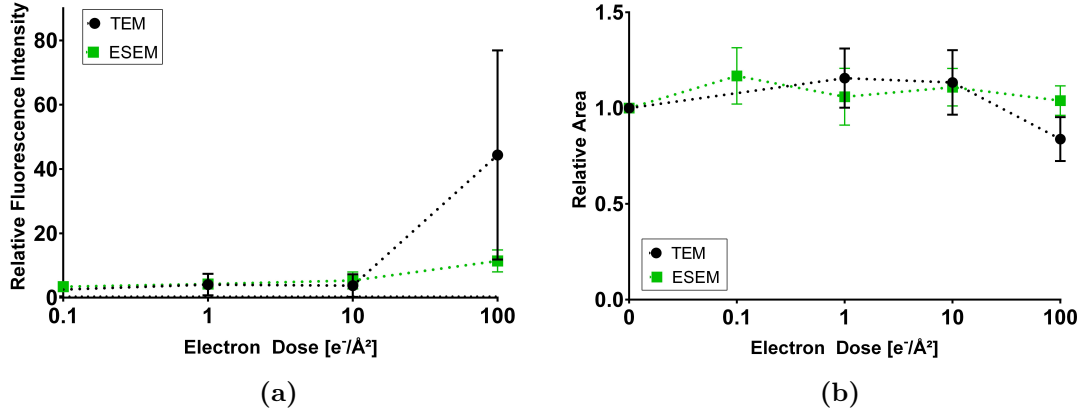 Relative Fluorescence Intensity
80
60
40
20
0
TEM
ESEM
0.1 1 10 100
Electron Dose [e⁻/Å²]
(a)
Relative Area
1.5
1.0
0.5
0.0
TEM
ESEM
0 0.1 1 10 100
Electron Dose [e⁻/Å²]
(b)